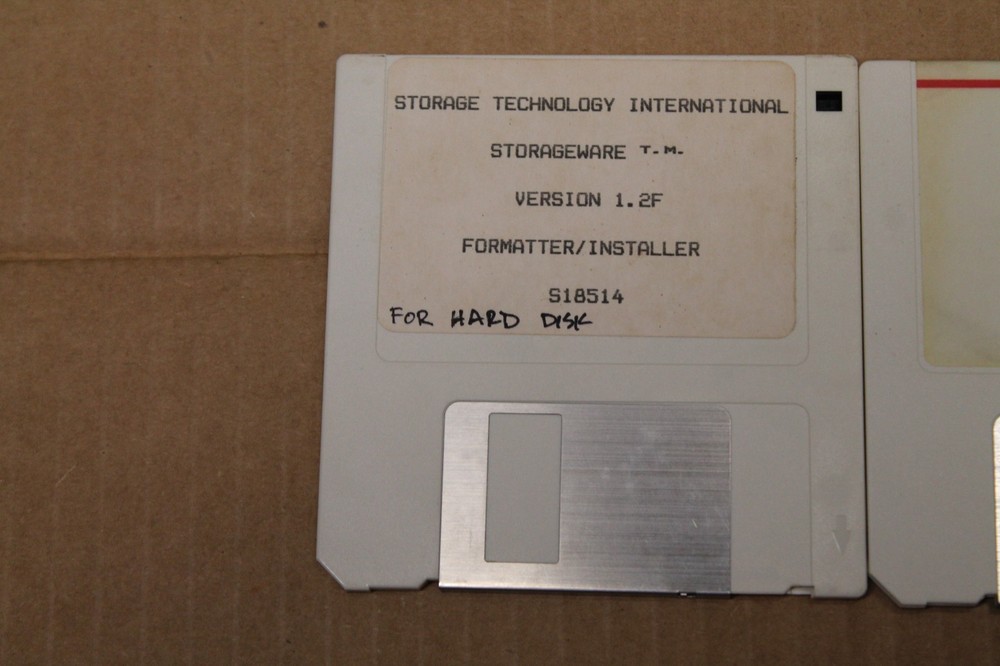 STORAGE TECHNOLOGY INTERNATIONAL
STORAGEWARE T.M.
VERSION 1.2F
FORMATTER/INSTALLER
S18514
FOR HARD DISK